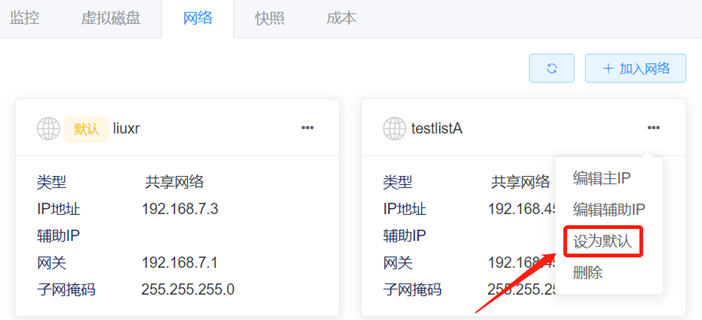 监控 虚拟磁盘 网络 快照 成本
加入网络
默认 liuxr
类型 共享网络
IP地址 192.168.7.3
辅助IP
网关 192.168.7.1
子网掩码 255.255.255.0
testlistA
类型 共享网络
IP地址 192.168.45
辅助IP
网关 192.168.45
子网掩码 255.255.25
编辑主IP
编辑辅助IP
设为默认
删除